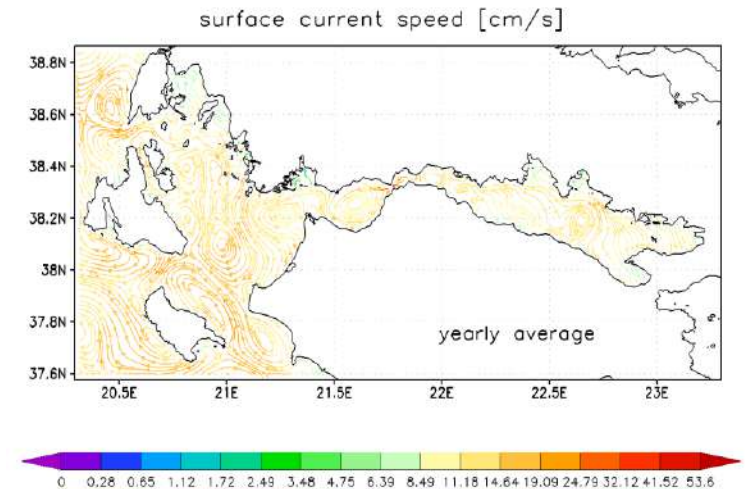 surface current speed [cm/s]
38.8N
38.6N
38.4N
38.2N
38N
37.8N
37.6N
yearly average
20.5E 21E 21.5E 22E 22.5E 23E
0 0.28 0.65 1.12 1.72 2.49 3.48 4.75 6.39 8.49 11.18 14.64 19.09 24.79 32.12 41.52 53.6